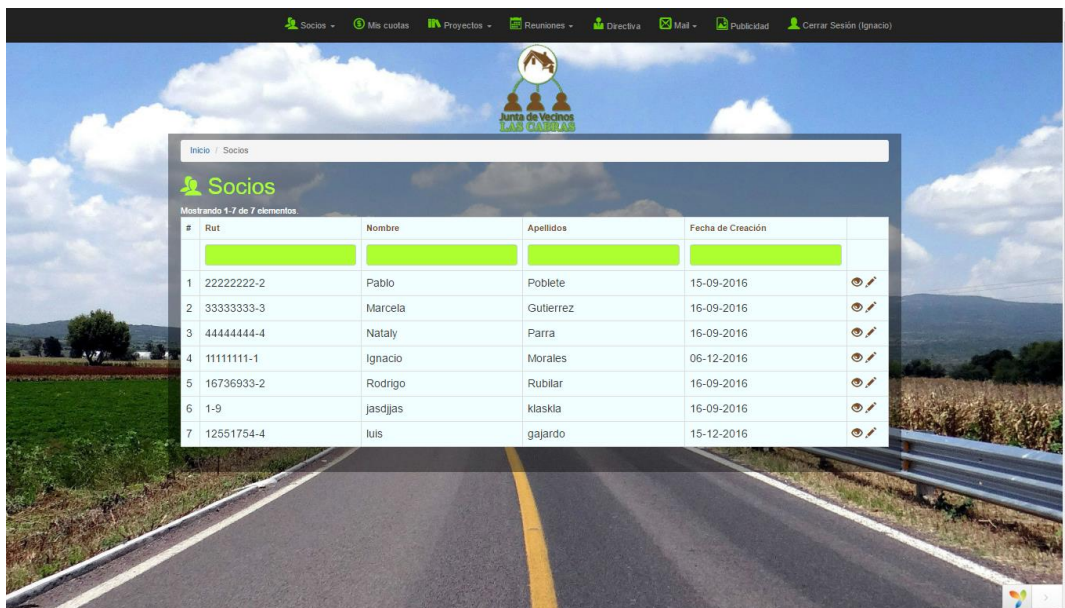 Socios Mis cuotas Proyectos Reuniones Directiva Mail Publicidad Cerrar Sesión (Ignacio)
Junta de Vecinos
LAS CABRAS
Inicio / Socios
Socios
Mostrando 1-7 de 7 elementos.
# Rut Nombre Apellidos Fecha de Creación
1 22222222-2 Pablo Poblete 15-09-2016
2 33333333-3 Marcela Gutierrez 16-09-2016
3 44444444-4 Nataly Parra 16-09-2016
4 11111111-1 Ignacio Morales 06-12-2016
5 16736933-2 Rodrigo Rubilar 16-09-2016
6 1-9 jasdjjas klaskla 16-09-2016
7 12551754-4 luis gajardo 15-12-2016